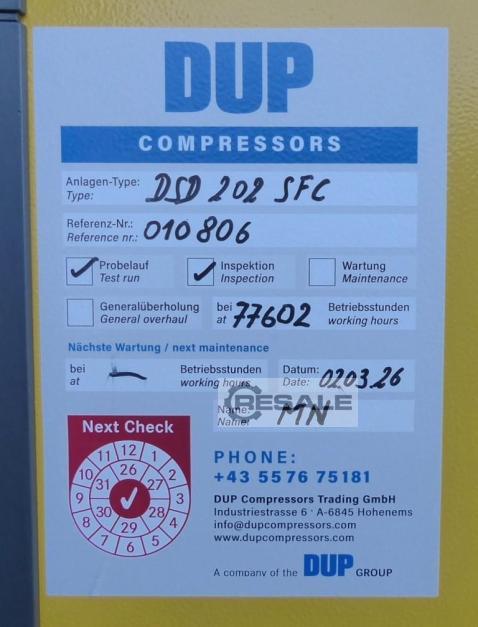 DUP
COMPRESSORS
Anlagen-Type: DSD 202 SFC
Type:
Referenz-Nr.: 010806
Reference nr.:
Probelauf Inspektion Wartung
Test run Inspection Maintenance
Generalüberholung bei 77602 Betriebsstunden
General overhaul at working hours
Nächste Wartung / next maintenance
bei — Betriebsstunden Datum: 02.03.26
at working hours Date:
Name: MN
Name:
RESALE
Next Check
11 12 1
10 26 2
31 27
9 3
30 28
8 29 4
7 6 5
PHONE:
+43 5576 75181
DUP Compressors Trading GmbH
Industriestrasse 6 · A-6845 Hohenems
info@dupcompressors.com
www.dupcompressors.com
A company of the DUP GROUP